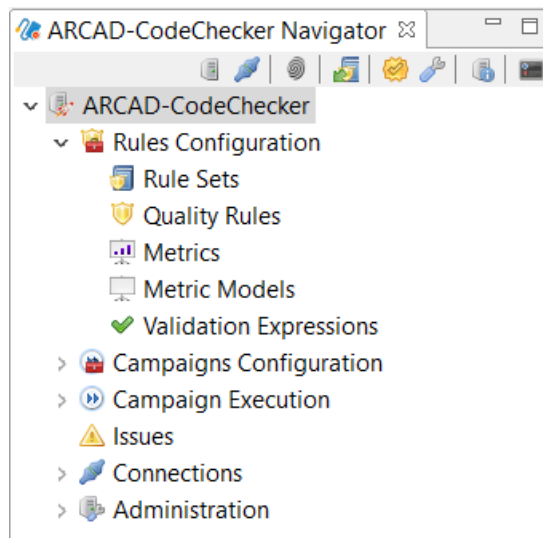 ARCAD-CodeChecker Navigator
ARCAD-CodeChecker
Rules Configuration
Rule Sets
Quality Rules
Metrics
Metric Models
Validation Expressions
Campaigns Configuration
Campaign Execution
Issues
Connections
Administration